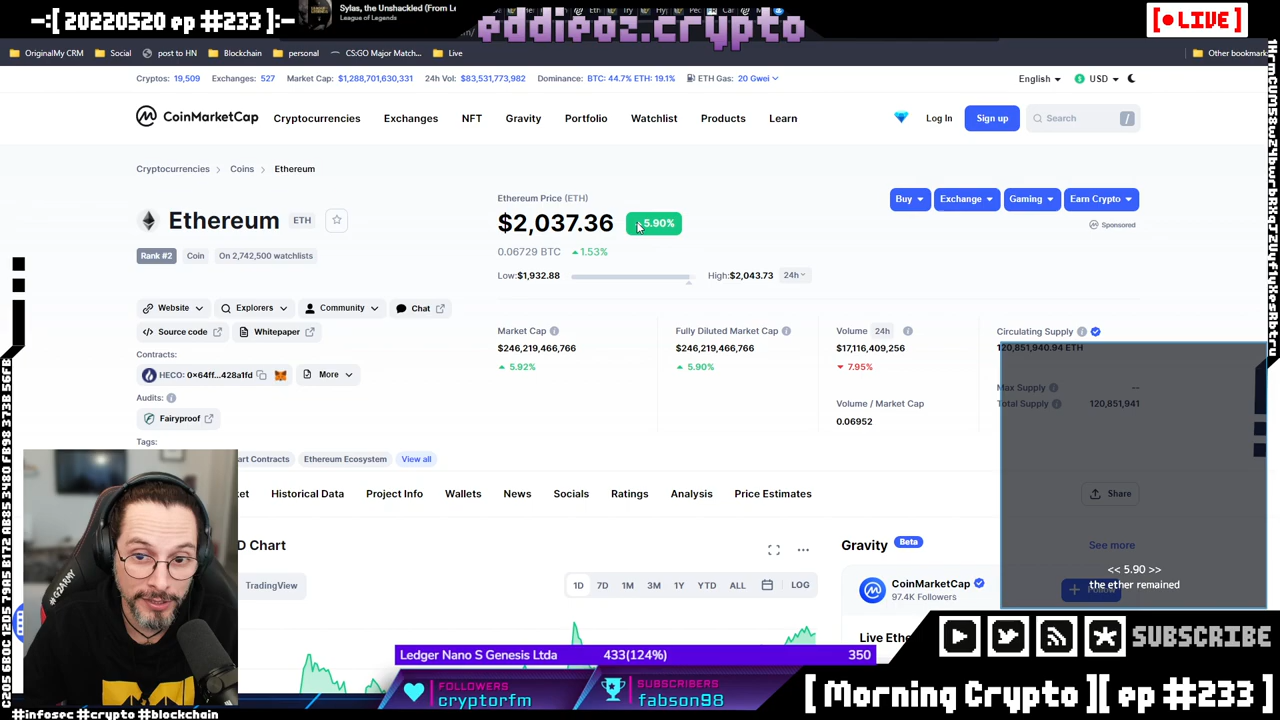 -:[ 20220520 ep #233 ]:-
Sylas, the Unshackled (From Le
League of Legends
eddieoz.crypto
[ • LIVE ]
OriginalMy CRM
Social
post to HN
Blockchain
personal
CS:GO Major Match...
Live
Other bookmark
Cryptos: 19,509 Exchanges: 527 Market Cap: $1,288,701,630,331 24h Vol: $83,531,773,982 Dominance: BTC: 44.7% ETH: 19.1% ETH Gas: 20 Gwei
English USD
CoinMarketCap Cryptocurrencies Exchanges NFT Gravity Portfolio Watchlist Products Learn
Log In Sign up Search /
Cryptocurrencies > Coins > Ethereum
Ethereum ETH
Rank #2 Coin On 2,742,500 watchlists
Ethereum Price (ETH)
$2,037.36 5.90%
0.06729 BTC 1.53%
Low:$1,932.88 High:$2,043.73 24h
Buy Exchange Gaming Earn Crypto
Sponsored
Website Explorers Community Chat
Source code Whitepaper
Contracts:
HECO: 0x64ff...428a1fd More
Audits:
Fairyproof
Tags:
art Contracts Ethereum Ecosystem View all
Market Cap
$246,219,466,766
5.92%
Fully Diluted Market Cap
$246,219,466,766
5.90%
Volume 24h
$17,116,409,256
7.95%
Volume / Market Cap
0.06952
Circulating Supply
120,851,940.94 ETH
Max Supply --
Total Supply 120,851,941
ket Historical Data Project Info Wallets News Socials Ratings Analysis Price Estimates
Share
D Chart
TradingView
1D 7D 1M 3M 1Y YTD ALL LOG
Gravity Beta
See more
CoinMarketCap
97.4K Followers
Follow
Live Ethe
<< 5.90 >>
the ether remained
#G2ARMY
Ledger Nano S Genesis Ltda 433(124%) 350
FOLLOWERS
cryptorfm
SUBSCRIBERS
fabson98
SUBSCRIBE
[ Morning Crypto ][ ep #233 ]
#infosec #crypto #blockchain